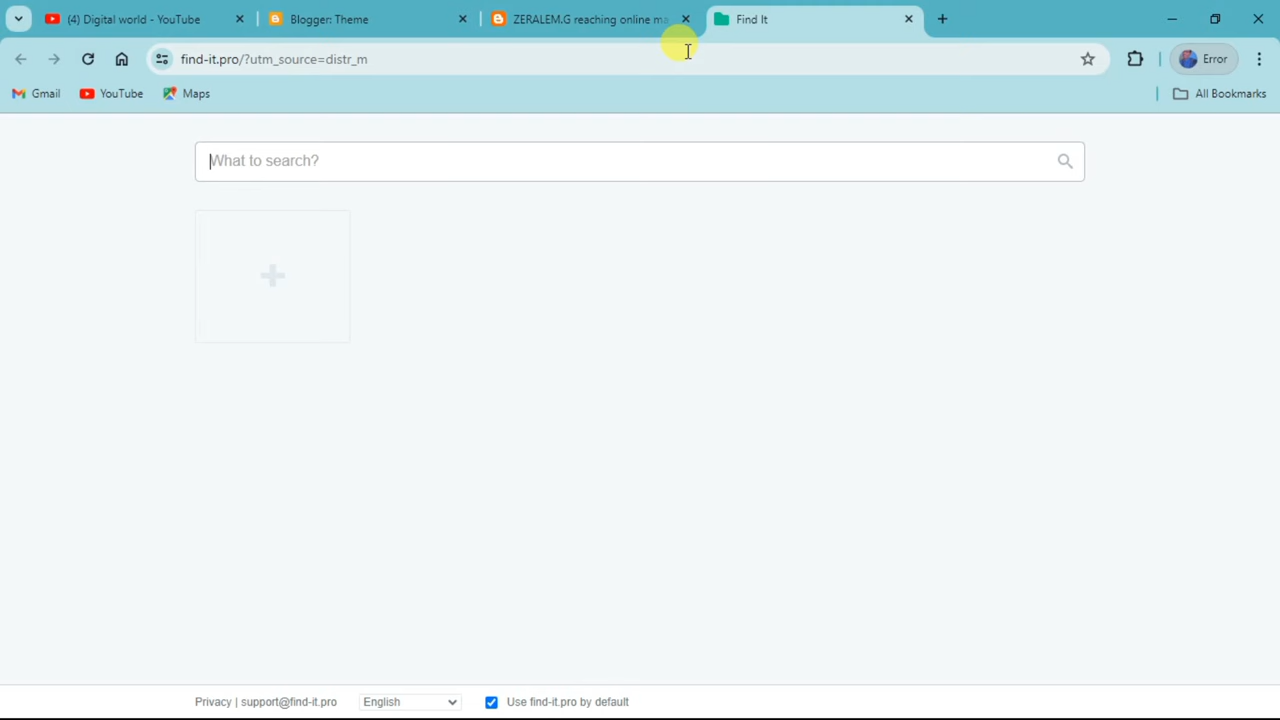 (4) Digital world - YouTube
Blogger: Theme
ZERALEM.G reaching online ma
Find It
find-it.pro/?utm_source=distr_m
Error
Gmail
YouTube
Maps
All Bookmarks
What to search?
Privacy | support@find-it.pro
English
Use find-it.pro by default